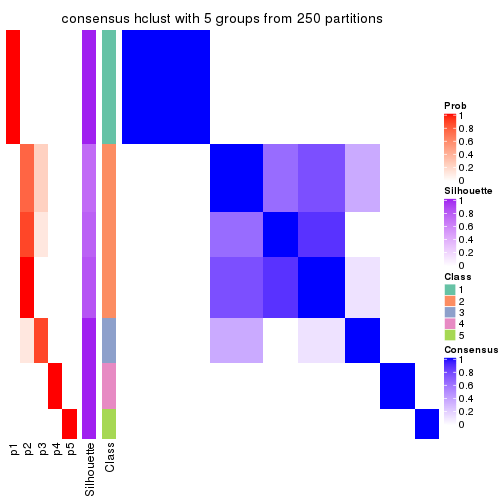 consensus hclust with 5 groups from 250 partitions
Prob
1
0.8
0.6
0.4
0.2
0
Silhouette
1
0.8
0.6
0.4
0.2
0
Class
1
2
3
4
5
Consensus
1
0.8
0.6
0.4
0.2
0
p1
p2
p3
p4
p5
Silhouette
Class